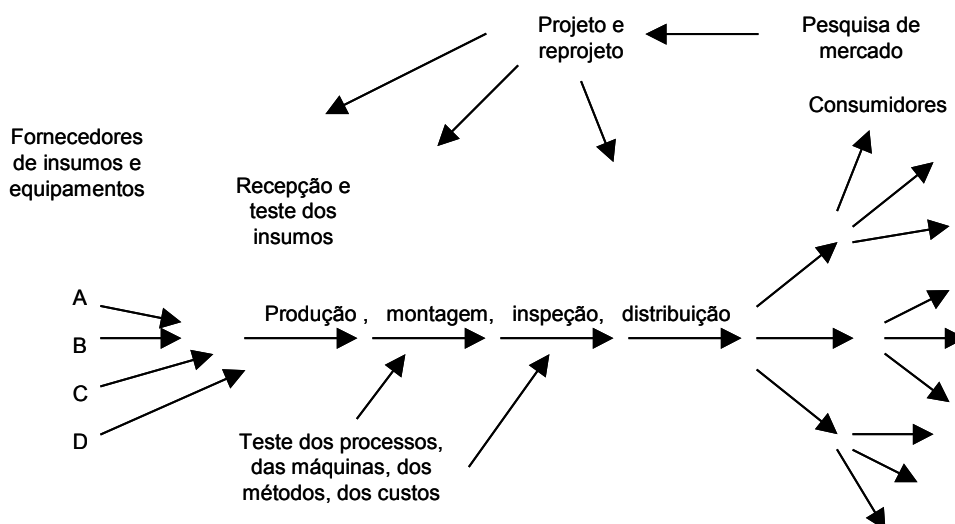 Projeto e
reprojeto
Pesquisa de
mercado
Consumidores
Fornecedores
de insumos e
equipamentos
Recepção e
teste dos
insumos
A
B
C
D
Produção , montagem, inspeção, distribuição
Teste dos processos,
das máquinas, dos
métodos, dos custos